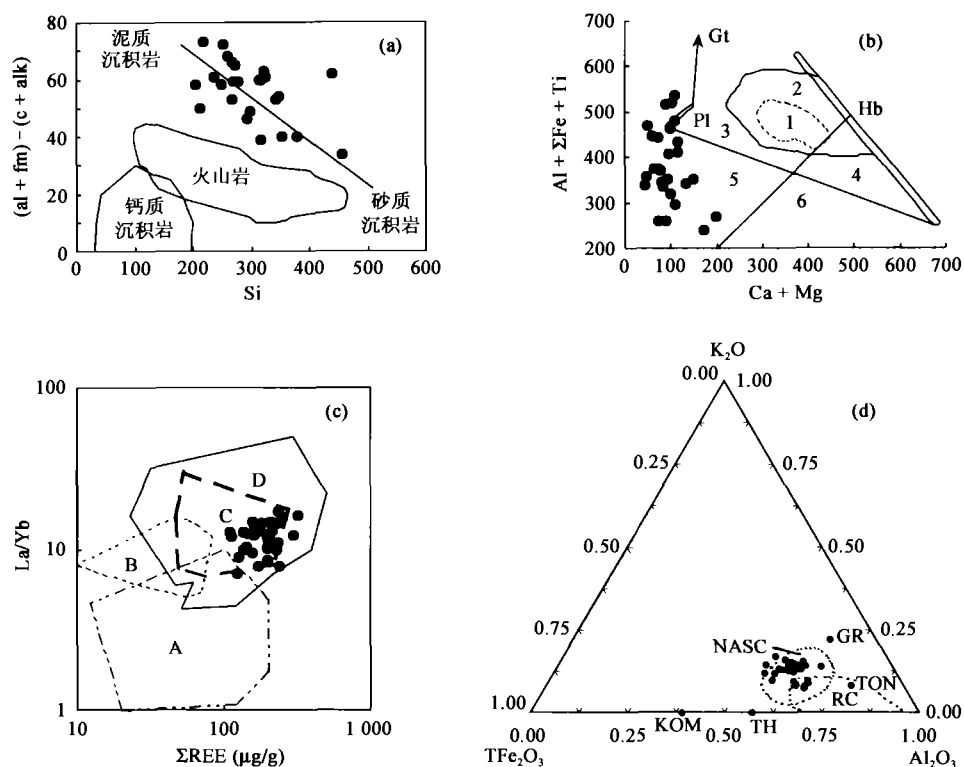 (a)
(al + fm) − (c + alk)
80
60
40
20
0
泥质
沉积岩
火山岩
钙质
沉积岩
砂质
沉积岩
0 100 200 300 400 500 600
Si
(b)
Al + ΣFe + Ti
700
600
500
400
300
200
Gt
Pl
Hb
1
2
3
4
5
6
0 100 200 300 400 500 600 700
Ca + Mg
(c)
La/Yb
100
10
1
D
C
B
A
10 100 1 000
ΣREE (μg/g)
(d)
K₂O
0.00 1.00
0.25 0.75
0.50 0.50
0.75 0.25
NASC
GR
TON
RC
1.00 0.00
KOM TH
0.00 0.25 0.50 0.75 1.00
TFe₂O₃ Al₂O₃